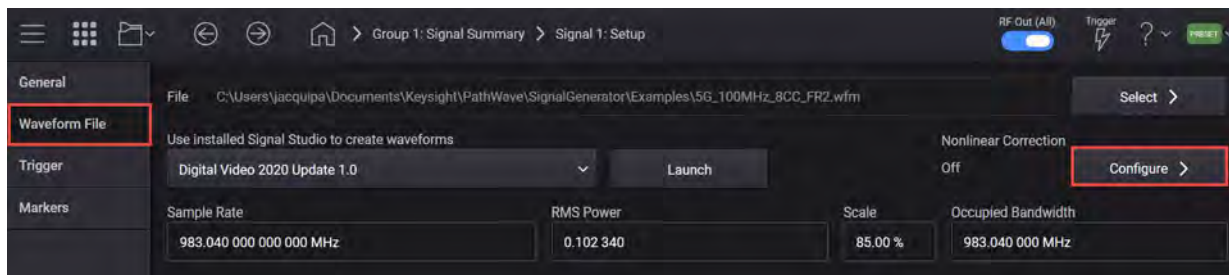 RF Out (All)
Trigger
Group 1: Signal Summary > Signal 1: Setup
?
PRESET
General
File C:\Users\jacquipa\Documents\Keysight\PathWave\SignalGenerator\Examples\5G_100MHz_8CC_FR2.wfm
Select >
Waveform File
Use installed Signal Studio to create waveforms
Nonlinear Correction
Trigger
Digital Video 2020 Update 1.0
Launch
Off
Configure >
Markers
Sample Rate
RMS Power
Scale
Occupied Bandwidth
983.040 000 000 000 MHz
0.102 340
85.00 %
983.040 000 MHz